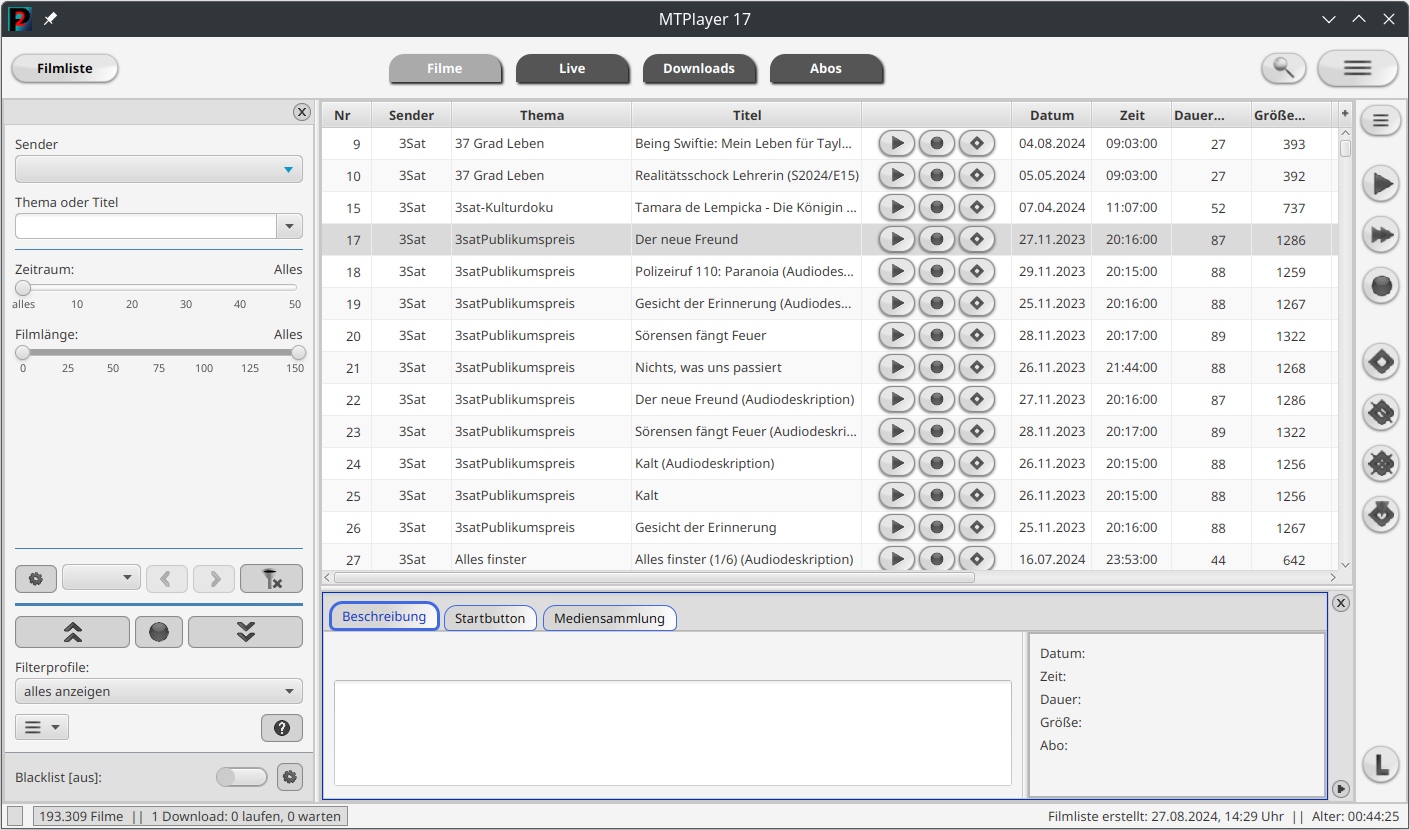 MTPlayer 17
Filmliste Filme Live Downloads Abos
Sender
Thema oder Titel
Zeitraum: Alles
alles 10 20 30 40 50
Filmlänge: Alles
0 25 50 75 100 125 150
Filterprofile:
alles anzeigen
Blacklist [aus]:
Nr Sender Thema Titel Datum Zeit Dauer... Größe... +
9 3Sat 37 Grad Leben Being Swiftie: Mein Leben für Tayl... 04.08.2024 09:03:00 27 393
10 3Sat 37 Grad Leben Realitätsschock Lehrerin (S2024/E15) 05.05.2024 09:03:00 27 392
15 3Sat 3sat-Kulturdoku Tamara de Lempicka - Die Königin ... 07.04.2024 11:07:00 52 737
17 3Sat 3satPublikumspreis Der neue Freund 27.11.2023 20:16:00 87 1286
18 3Sat 3satPublikumspreis Polizeiruf 110: Paranoia (Audiodes... 29.11.2023 20:15:00 88 1259
19 3Sat 3satPublikumspreis Gesicht der Erinnerung (Audiodes... 25.11.2023 20:16:00 88 1267
20 3Sat 3satPublikumspreis Sörensen fängt Feuer 28.11.2023 20:17:00 89 1322
21 3Sat 3satPublikumspreis Nichts, was uns passiert 26.11.2023 21:44:00 88 1268
22 3Sat 3satPublikumspreis Der neue Freund (Audiodeskription) 27.11.2023 20:16:00 87 1286
23 3Sat 3satPublikumspreis Sörensen fängt Feuer (Audiodeskri... 28.11.2023 20:17:00 89 1322
24 3Sat 3satPublikumspreis Kalt (Audiodeskription) 26.11.2023 20:15:00 88 1256
25 3Sat 3satPublikumspreis Kalt 26.11.2023 20:15:00 88 1256
26 3Sat 3satPublikumspreis Gesicht der Erinnerung 25.11.2023 20:16:00 88 1267
27 3Sat Alles finster Alles finster (1/6) (Audiodeskription) 16.07.2024 23:53:00 44 642
Beschreibung Startbutton Mediensammlung
Datum:
Zeit:
Dauer:
Größe:
Abo:
L
193.309 Filme || 1 Download: 0 laufen, 0 warten
Filmliste erstellt: 27.08.2024, 14:29 Uhr || Alter: 00:44:25